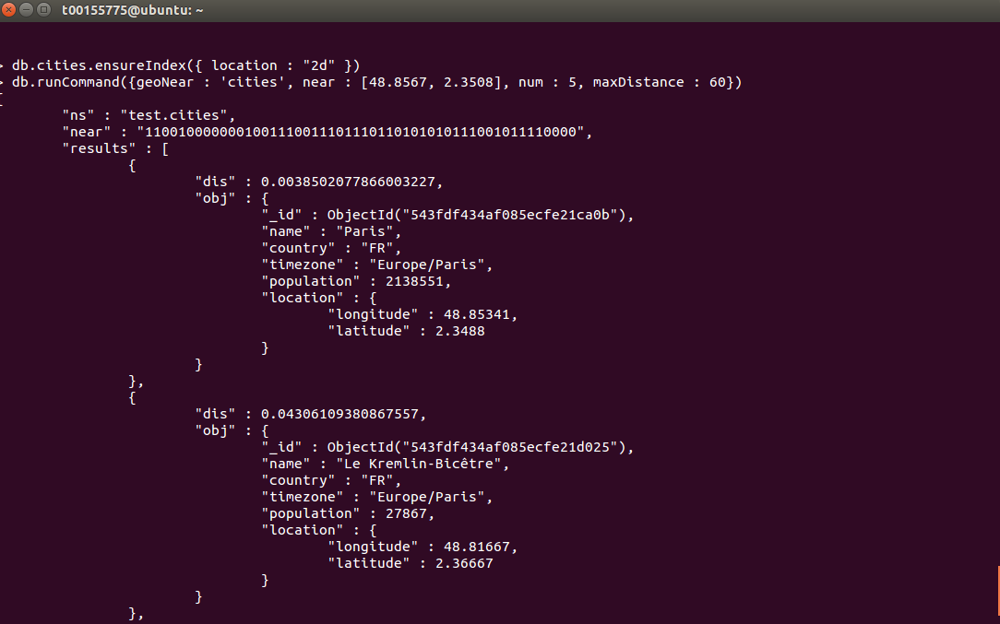 t00155775@ubuntu: ~
> db.cities.ensureIndex({ location : "2d" })
> db.runCommand({geoNear : 'cities', near : [48.8567, 2.3508], num : 5, maxDistance : 60})
{
"ns" : "test.cities",
"near" : "1100100000001001110011101110110101010111001011110000",
"results" : [
{
"dis" : 0.0038502077866003227,
"obj" : {
"_id" : ObjectId("543fdf434af085ecfe21ca0b"),
"name" : "Paris",
"country" : "FR",
"timezone" : "Europe/Paris",
"population" : 2138551,
"location" : {
"longitude" : 48.85341,
"latitude" : 2.3488
}
}
},
{
"dis" : 0.04306109380867557,
"obj" : {
"_id" : ObjectId("543fdf434af085ecfe21d025"),
"name" : "Le Kremlin-Bicêtre",
"country" : "FR",
"timezone" : "Europe/Paris",
"population" : 27867,
"location" : {
"longitude" : 48.81667,
"latitude" : 2.36667
}
}
},